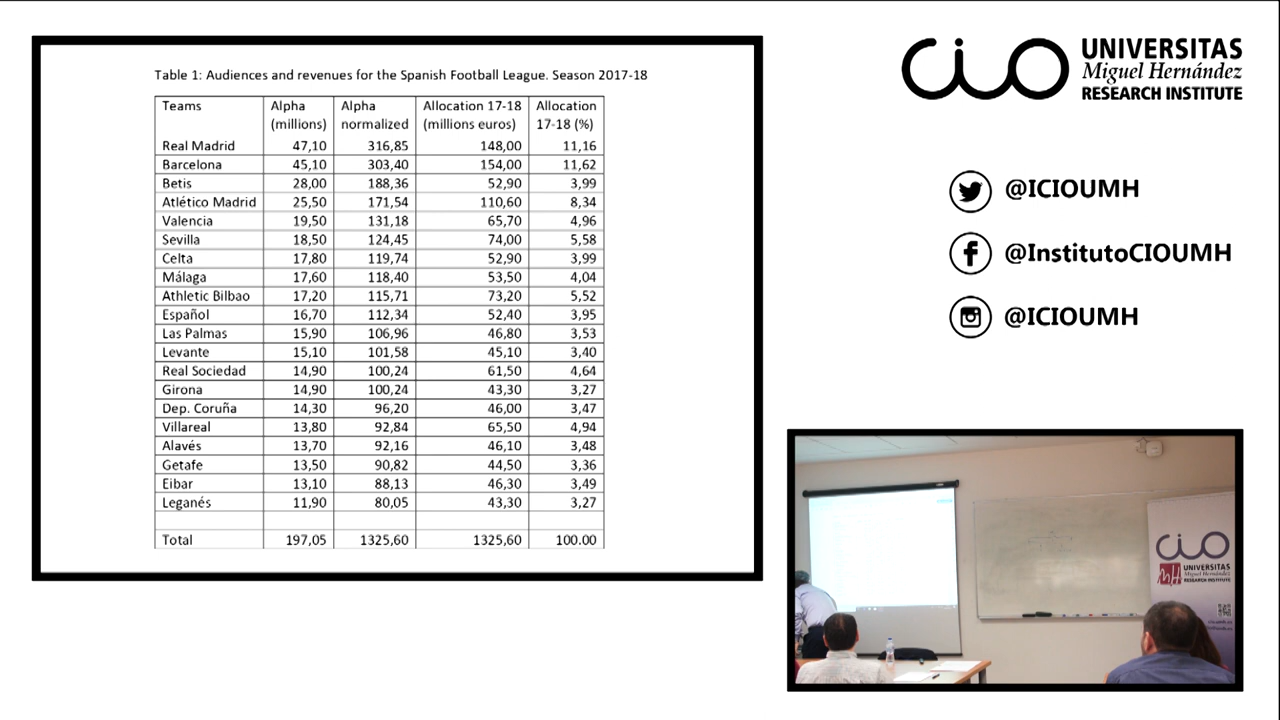 Table 1: Audiences and revenues for the Spanish Football League. Season 2017-18
Teams Alpha Alpha Allocation 17-18 Allocation
(millions) normalized (millions euros) 17-18 (%)
Real Madrid 47,10 316,85 148,00 11,16
Barcelona 45,10 303,40 154,00 11,62
Betis 28,00 188,36 52,90 3,99
Atlético Madrid 25,50 171,54 110,60 8,34
Valencia 19,50 131,18 65,70 4,96
Sevilla 18,50 124,45 74,00 5,58
Celta 17,80 119,74 52,90 3,99
Málaga 17,60 118,40 53,50 4,04
Athletic Bilbao 17,20 115,71 73,20 5,52
Español 16,70 112,34 52,40 3,95
Las Palmas 15,90 106,96 46,80 3,53
Levante 15,10 101,58 45,10 3,40
Real Sociedad 14,90 100,24 61,50 4,64
Girona 14,90 100,24 43,30 3,27
Dep. Coruña 14,30 96,20 46,00 3,47
Villareal 13,80 92,84 65,50 4,94
Alavés 13,70 92,16 46,10 3,48
Getafe 13,50 90,82 44,50 3,36
Eibar 13,10 88,13 46,30 3,49
Leganés 11,90 80,05 43,30 3,27
Total 197,05 1325,60 1325,60 100.00
cio
UNIVERSITAS
Miguel Hernández
RESEARCH INSTITUTE
@ICIOUMH
@InstitutoCIOUMH
@ICIOUMH
cio
UNIVERSITAS
Miguel Hernández
RESEARCH INSTITUTE